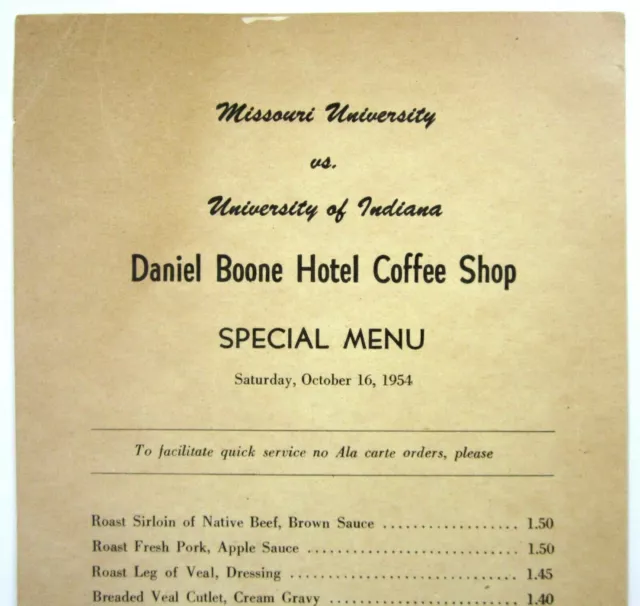 Missouri University
vs.
University of Indiana
Daniel Boone Hotel Coffee Shop
SPECIAL MENU
Saturday, October 16, 1954
To facilitate quick service no Ala carte orders, please
Roast Sirloin of Native Beef, Brown Sauce .................. 1.50
Roast Fresh Pork, Apple Sauce ............................ 1.50
Roast Leg of Veal, Dressing .............................. 1.45
Breaded Veal Cutlet, Cream Gravy ......................... 1.40